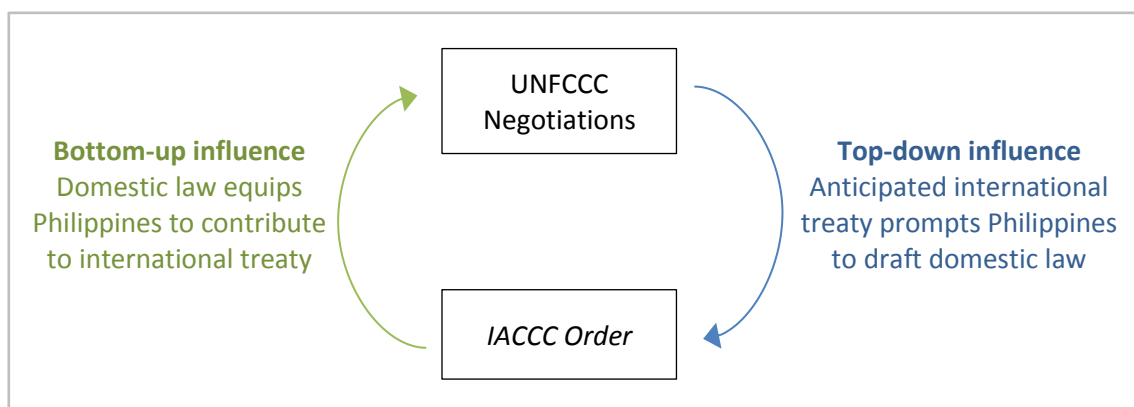 UNFCCC
Negotiations
Bottom-up influence
Domestic law equips
Philippines to contribute
to international treaty
Top-down influence
Anticipated international
treaty prompts Philippines
to draft domestic law
IACCC Order